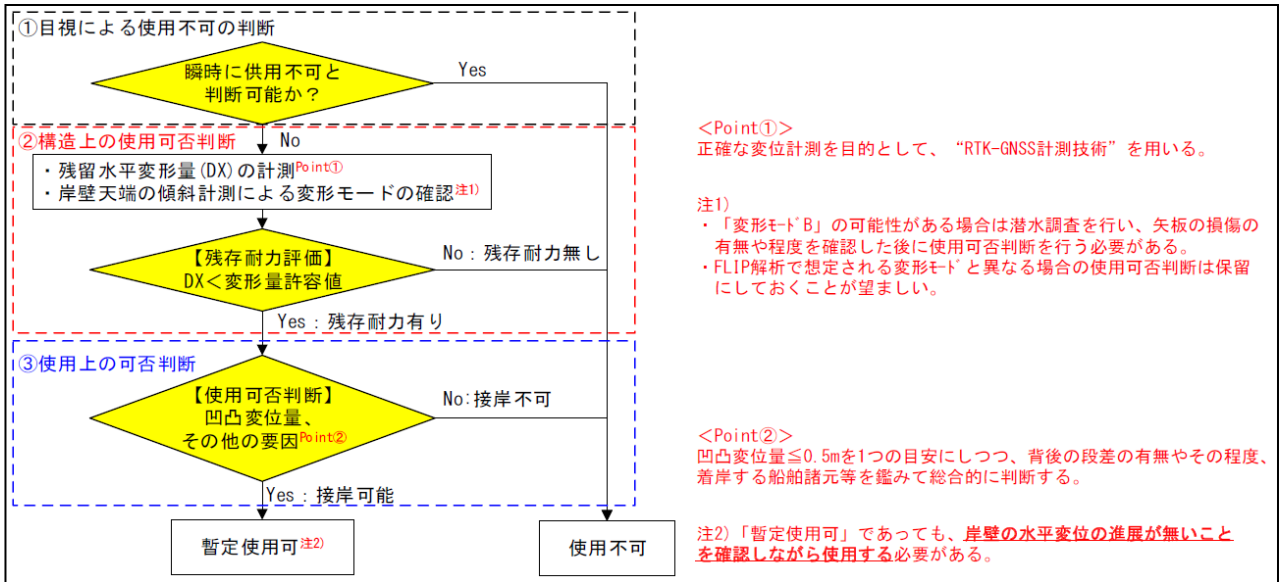 ①目視による使用不可の判断
瞬時に供用不可と
判断可能か？
Yes
②構造上の使用可否判断
No
・残留水平変形量(DX)の計測Point①
・岸壁天端の傾斜計測による変形モードの確認注1)
【残存耐力評価】
DX＜変形量許容値
No：残存耐力無し
Yes：残存耐力有り
③使用上の可否判断
【使用可否判断】
凹凸変位量、
その他の要因Point②
No:接岸不可
Yes：接岸可能
暫定使用可注2)
使用不可
＜Point①＞
正確な変位計測を目的として、“RTK-GNSS計測技術”を用いる。
注1)
・「変形ﾓｰﾄﾞB」の可能性がある場合は潜水調査を行い、矢板の損傷の
有無や程度を確認した後に使用可否判断を行う必要がある。
・FLIP解析で想定される変形ﾓｰﾄﾞと異なる場合の使用可否判断は保留
にしておくことが望ましい。
＜Point②＞
凹凸変位量≦0.5mを1つの目安にしつつ、背後の段差の有無やその程度、
着岸する船舶諸元等を鑑みて総合的に判断する。
注2)「暫定使用可」であっても、岸壁の水平変位の進展が無いこと
を確認しながら使用する必要がある。